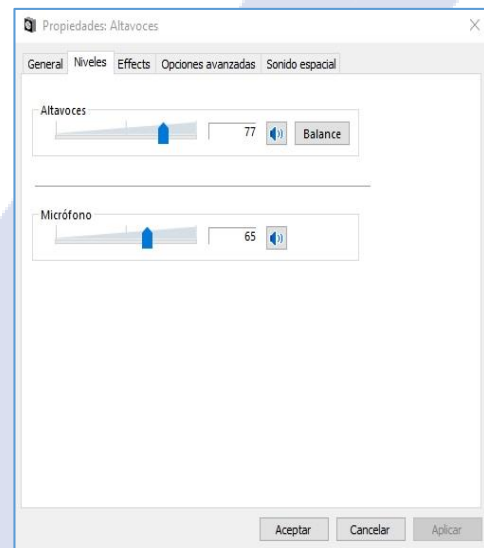 Propiedades: Altavoces
General Niveles Effects Opciones avanzadas Sonido espacial
Altavoces
77 Balance
Micrófono
65
Aceptar Cancelar Aplicar